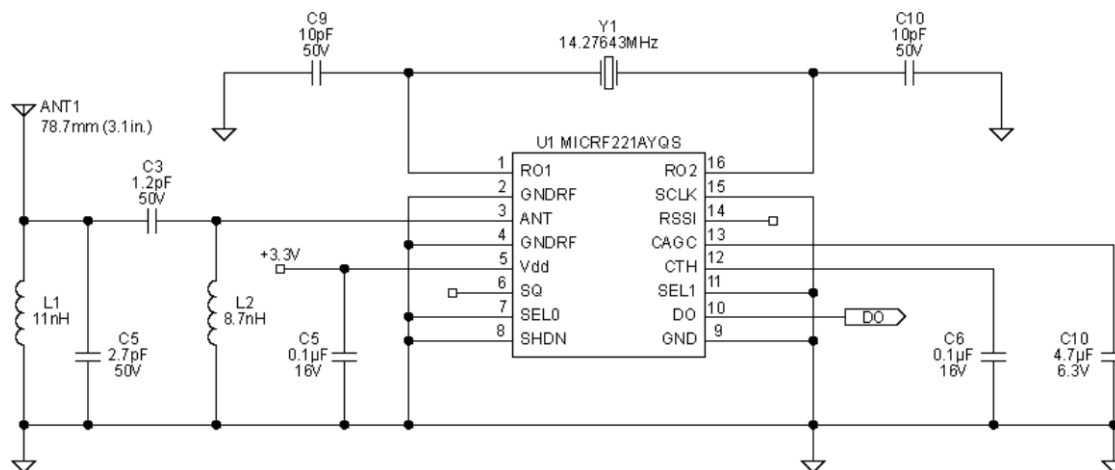 C9
10pF
50V
Y1
14.27643MHz
C10
10pF
50V
ANT1
78.7mm (3.1in.)
C3
1.2pF
50V
U1 MICRF221AYQS
1 RO1 RO2 16
2 GNDRF SCLK 15
3 ANT RSSI 14
4 GNDRF CAGC 13
+3.3V
5 Vdd CTH 12
6 SQ SEL1 11
7 SEL0 DO 10
DO
8 SHDN GND 9
L1
11nH
C5
2.7pF
50V
L2
8.7nH
C5
0.1µF
16V
C6
0.1µF
16V
C10
4.7µF
6.3V